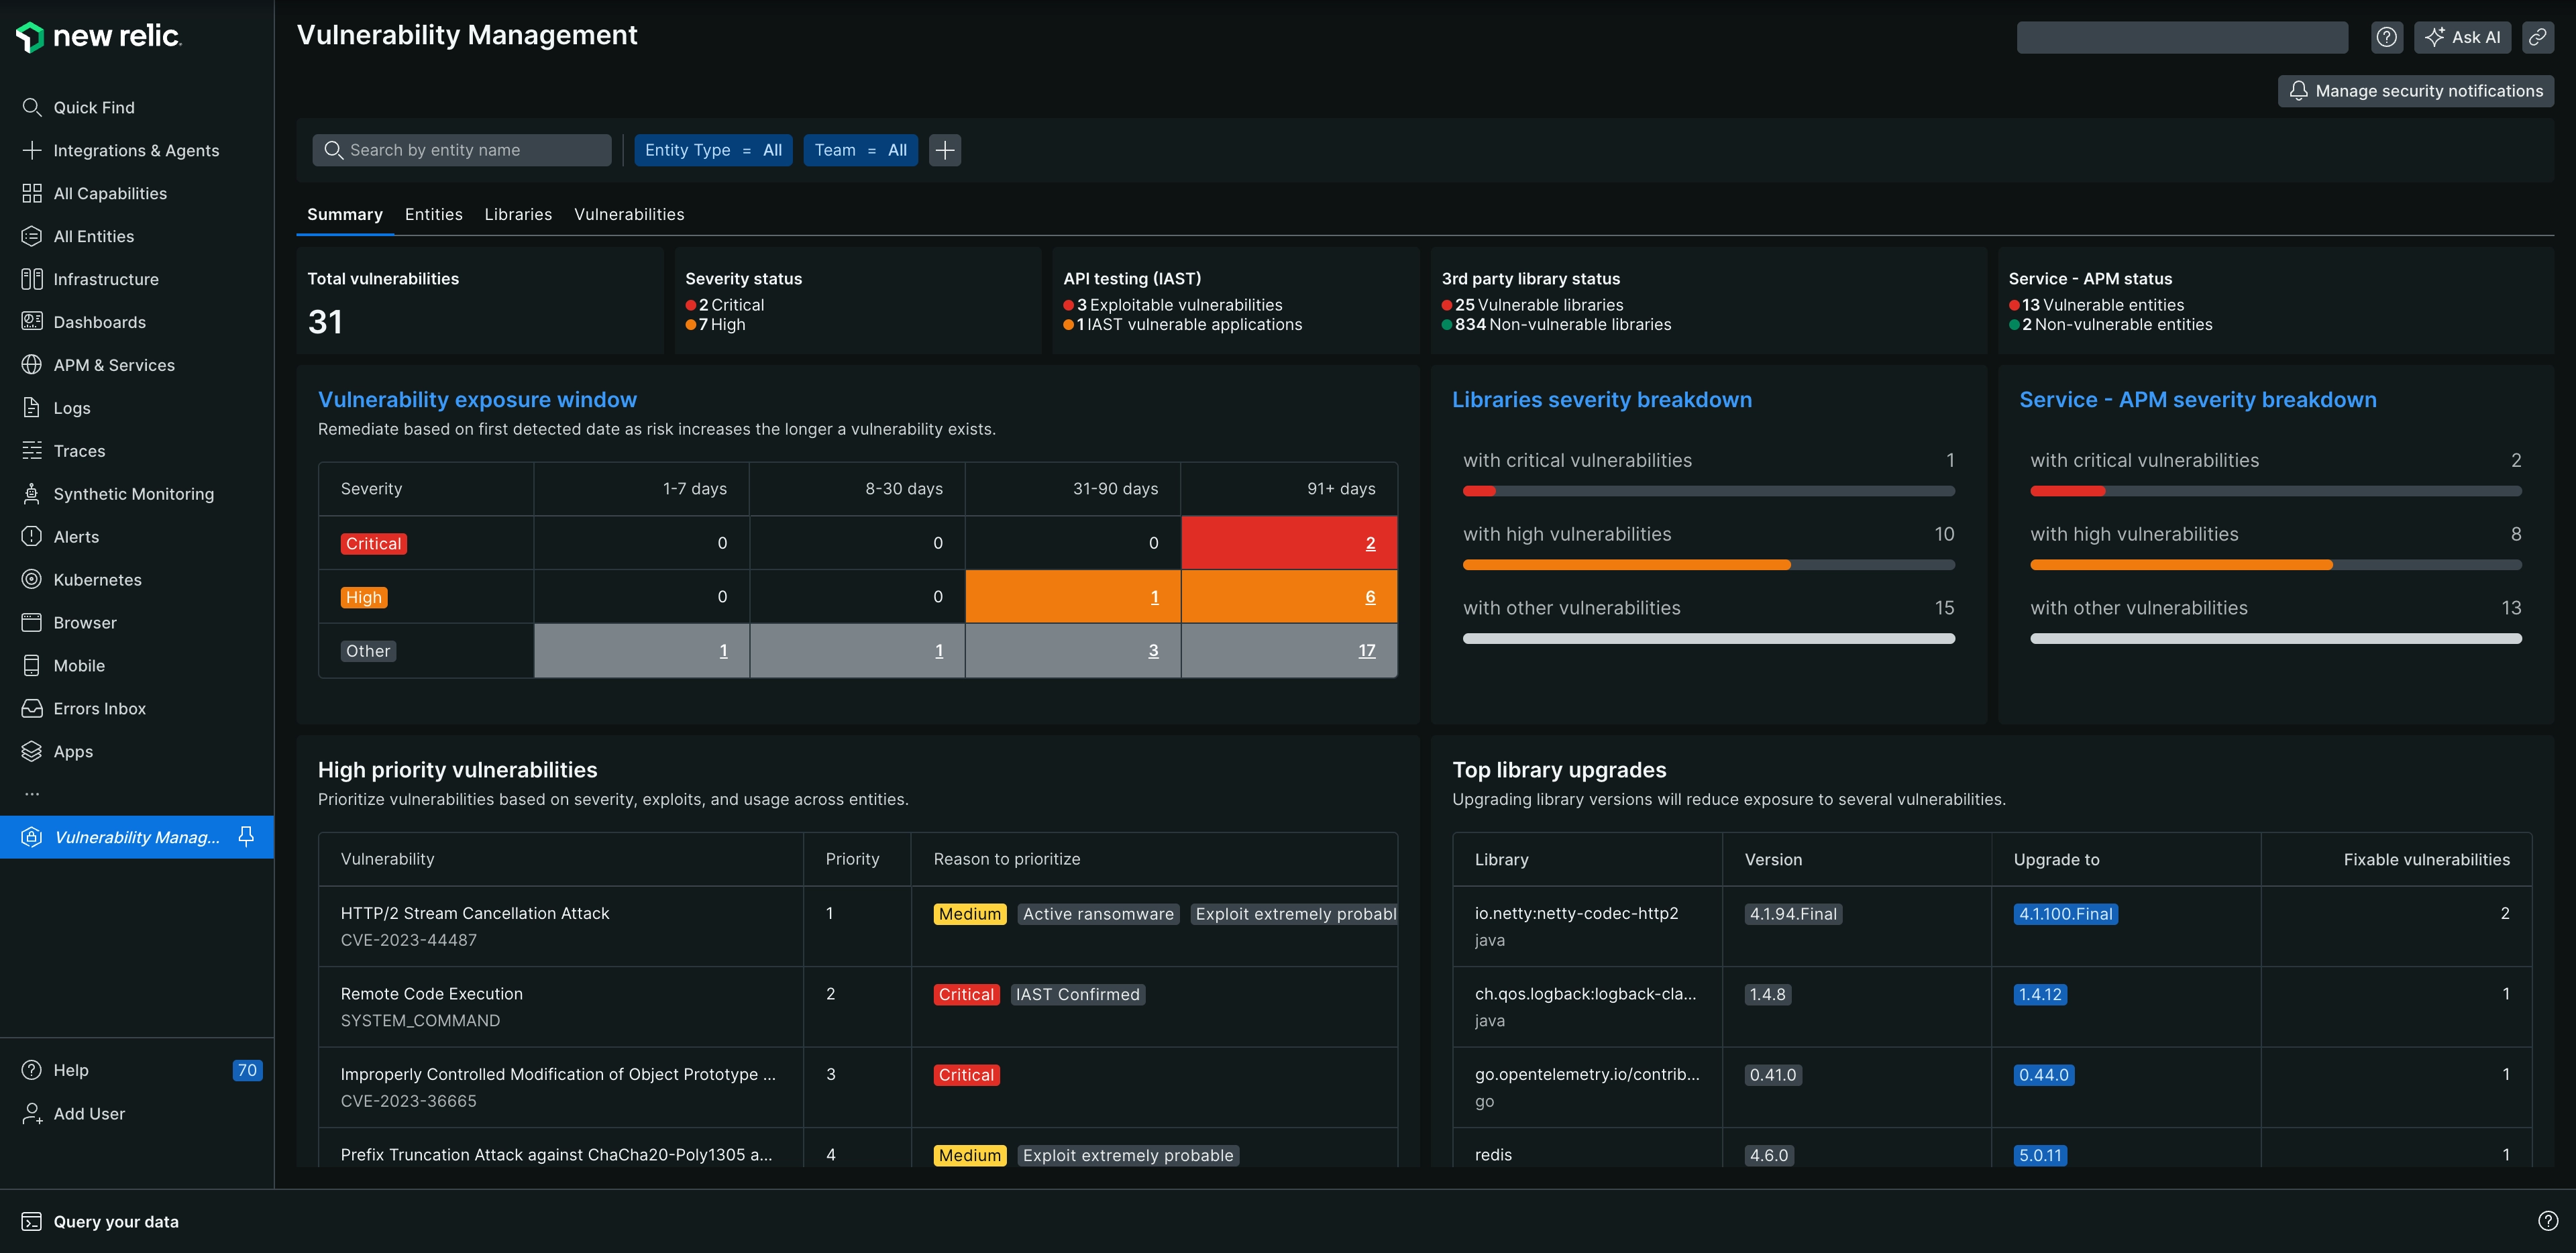 new relic
Quick Find
Integrations & Agents
All Capabilities
All Entities
Infrastructure
Dashboards
APM & Services
Logs
Traces
Synthetic Monitoring
Alerts
Kubernetes
Browser
Mobile
Errors Inbox
Apps
...
Vulnerability Manag...
Help 70
Add User
Query your data
Vulnerability Management
Ask AI
Manage security notifications
Search by entity name
Entity Type = All
Team = All
Summary Entities Libraries Vulnerabilities
Total vulnerabilities
31
Severity status
2 Critical
7 High
API testing (IAST)
3 Exploitable vulnerabilities
1 IAST vulnerable applications
3rd party library status
25 Vulnerable libraries
834 Non-vulnerable libraries
Service - APM status
13 Vulnerable entities
2 Non-vulnerable entities
Vulnerability exposure window
Remediate based on first detected date as risk increases the longer a vulnerability exists.
Severity 1-7 days 8-30 days 31-90 days 91+ days
Critical 0 0 0 2
High 0 0 1 6
Other 1 1 3 17
Libraries severity breakdown
with critical vulnerabilities 1
with high vulnerabilities 10
with other vulnerabilities 15
Service - APM severity breakdown
with critical vulnerabilities 2
with high vulnerabilities 8
with other vulnerabilities 13
High priority vulnerabilities
Prioritize vulnerabilities based on severity, exploits, and usage across entities.
Vulnerability Priority Reason to prioritize
HTTP/2 Stream Cancellation Attack 1 Medium Active ransomware Exploit extremely probabl
CVE-2023-44487
Remote Code Execution 2 Critical IAST Confirmed
SYSTEM_COMMAND
Improperly Controlled Modification of Object Prototype ... 3 Critical
CVE-2023-36665
Prefix Truncation Attack against ChaCha20-Poly1305 a... 4 Medium Exploit extremely probable
Top library upgrades
Upgrading library versions will reduce exposure to several vulnerabilities.
Library Version Upgrade to Fixable vulnerabilities
io.netty:netty-codec-http2 4.1.94.Final 4.1.100.Final 2
java
ch.qos.logback:logback-cla... 1.4.8 1.4.12 1
java
go.opentelemetry.io/contrib... 0.41.0 0.44.0 1
go
redis 4.6.0 5.0.11 1